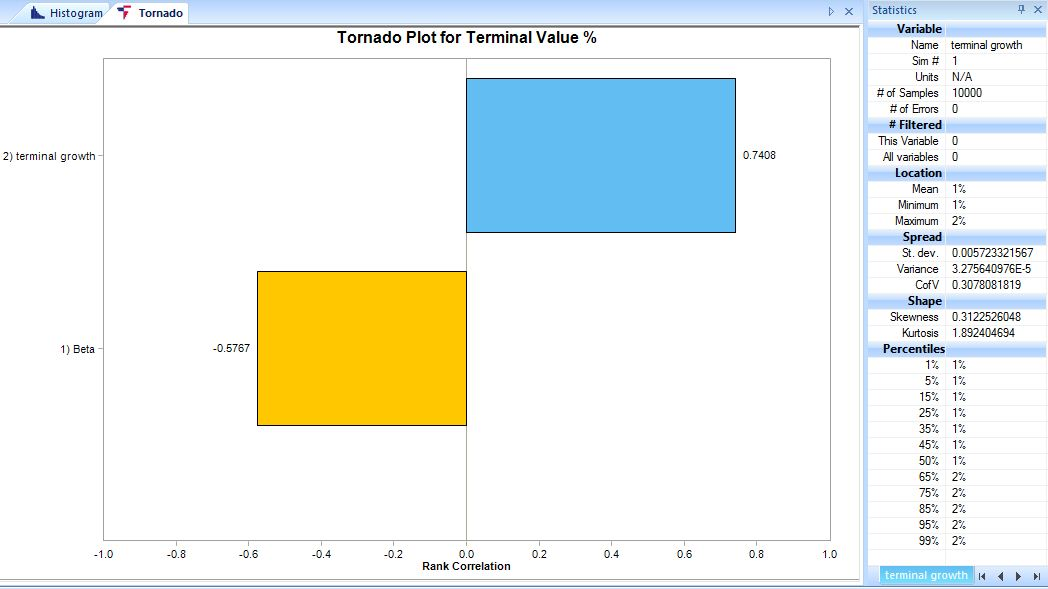 Histogram
Tornado
Tornado Plot for Terminal Value %
2) terminal growth
0.7408
-0.5767
1) Beta
-1.0 -0.8 -0.6 -0.4 -0.2 0.0 0.2 0.4 0.6 0.8 1.0
Rank Correlation
Statistics
Variable
Name terminal growth
Sim # 1
Units N/A
# of Samples 10000
# of Errors 0
# Filtered
This Variable 0
All variables 0
Location
Mean 1%
Minimum 1%
Maximum 2%
Spread
St. dev. 0.005723321567
Variance 3.275640976E-5
CofV 0.3078081819
Shape
Skewness 0.3122526048
Kurtosis 1.892404694
Percentiles
1% 1%
5% 1%
15% 1%
25% 1%
35% 1%
45% 1%
50% 1%
65% 2%
75% 2%
85% 2%
95% 2%
99% 2%
terminal growth